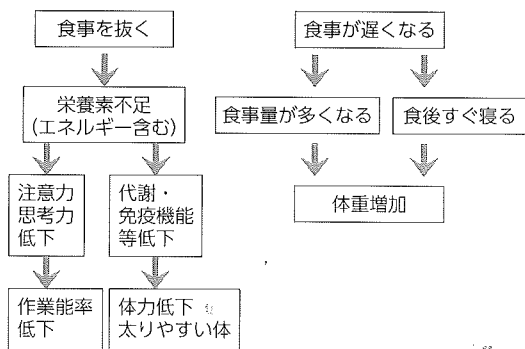 食事を抜く
栄養素不足
(エネルギー含む)
注意力
思考力
低下
代謝・
免疫機能
等低下
作業能率
低下
体力低下
太りやすい体
食事が遅くなる
食事量が多くなる
食後すぐ寝る
体重増加